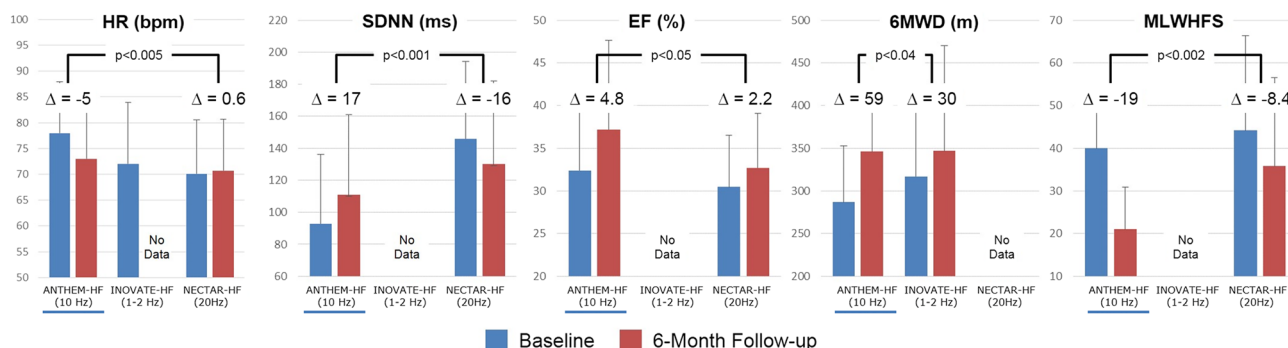 HR (bpm)
100
95
90
85
80
75
70
65
60
55
50
p<0.005
Δ = -5
Δ = 0.6
No
Data
ANTHEM-HF
(10 Hz)
INOVATE-HF
(1-2 Hz)
NECTAR-HF
(20Hz)
SDNN (ms)
220
200
180
160
140
120
100
80
60
p<0.001
Δ = 17
Δ = -16
No
Data
ANTHEM-HF
(10 Hz)
INOVATE-HF
(1-2 Hz)
NECTAR-HF
(20Hz)
EF (%)
50
45
40
35
30
25
20
p<0.05
Δ = 4.8
Δ = 2.2
No
Data
ANTHEM-HF
(10 Hz)
INOVATE-HF
(1-2 Hz)
NECTAR-HF
(20Hz)
6MWD (m)
500
450
400
350
300
250
200
p<0.04
Δ = 59
Δ = 30
No
Data
ANTHEM-HF
(10 Hz)
INOVATE-HF
(1-2 Hz)
NECTAR-HF
(20Hz)
MLWHFS
70
60
50
40
30
20
10
p<0.002
Δ = -19
Δ = -8.4
No
Data
ANTHEM-HF
(10 Hz)
INOVATE-HF
(1-2 Hz)
NECTAR-HF
(20Hz)
Baseline
6-Month Follow-up